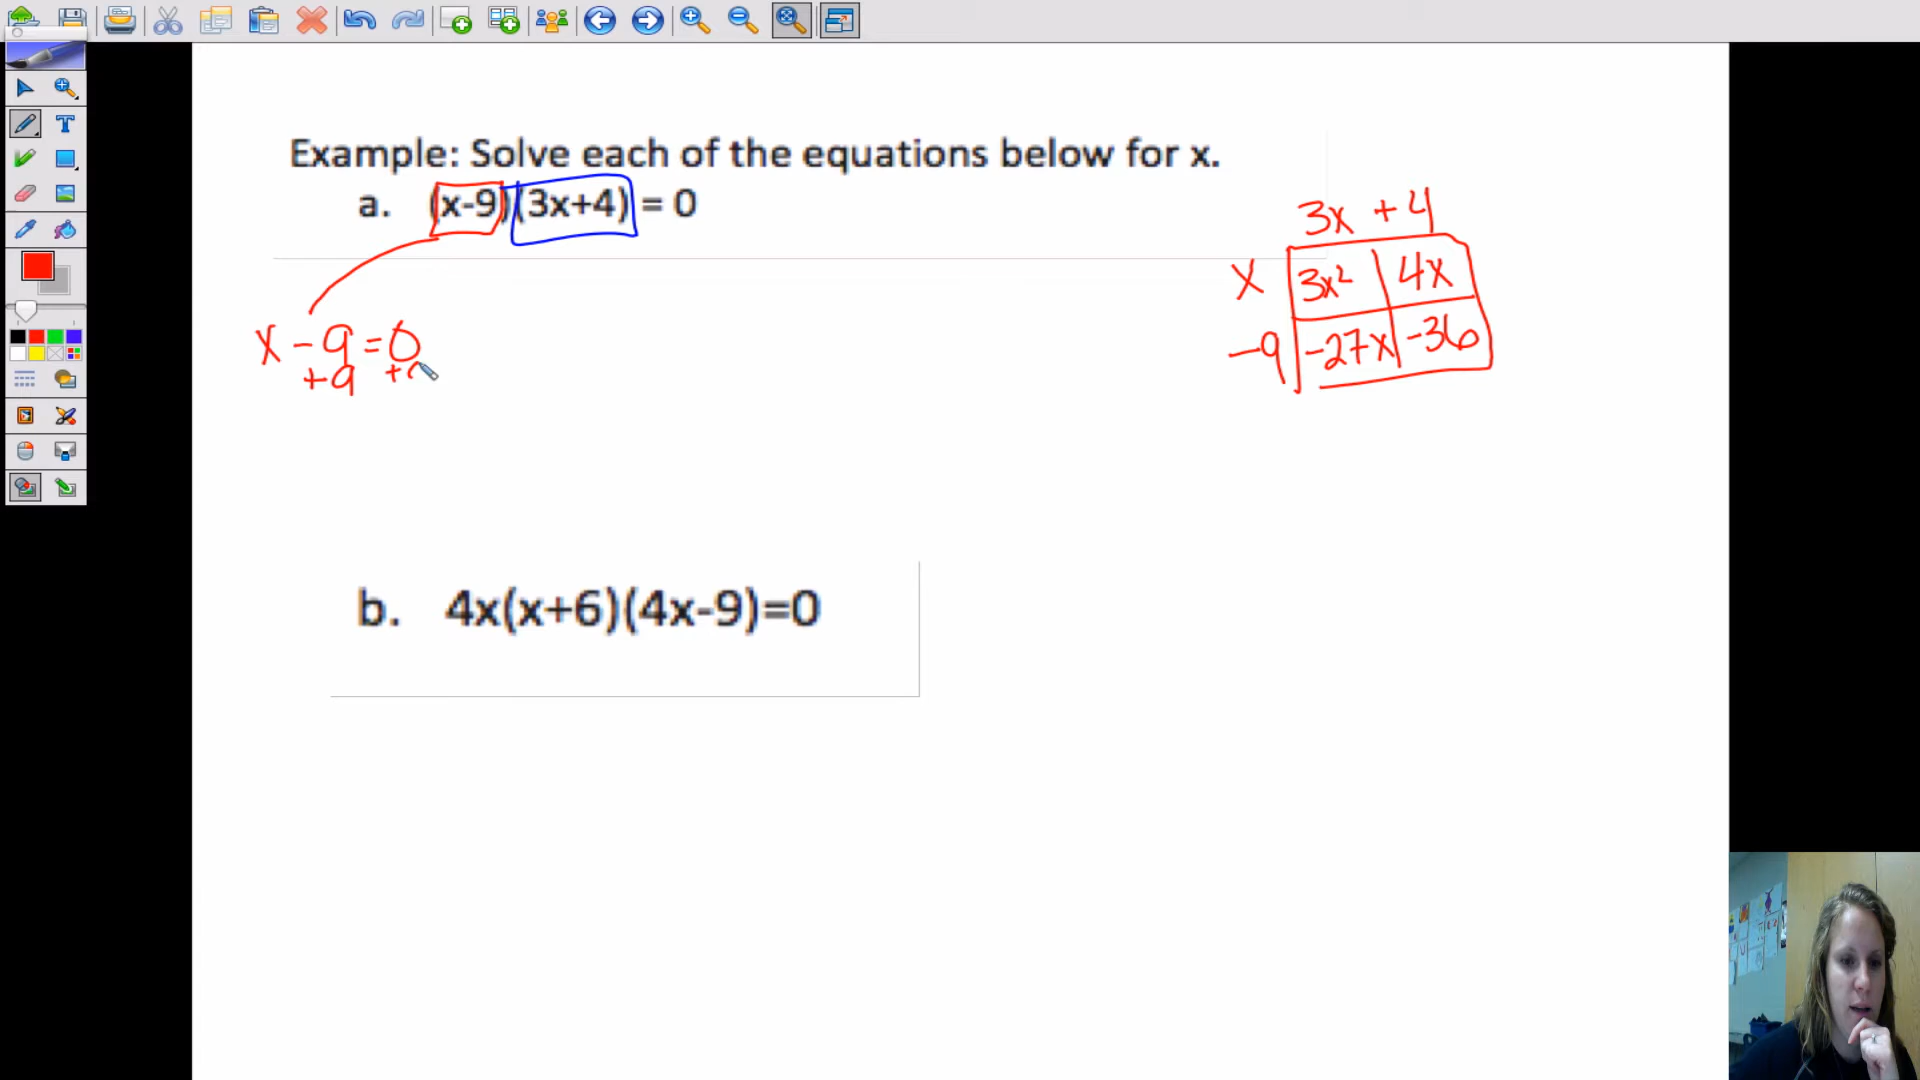 Example: Solve each of the equations below for x.
a. (x-9)(3x+4) = 0
3x +4
x 3x² 4x
-9 -27x -36
x - 9 = 0
+9 +
b. 4x(x+6)(4x-9)=0